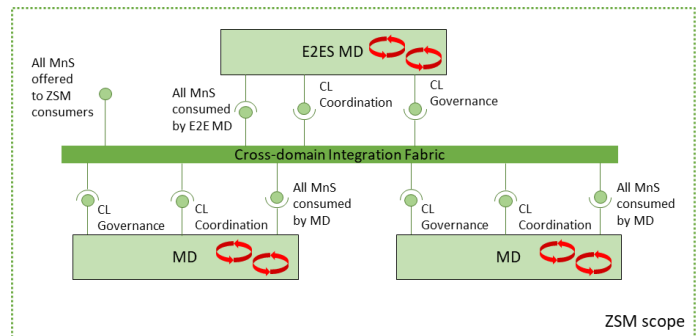 E2ES MD
All MnS
offered
to ZSM
consumers
All MnS
consumed
by E2E MD
CL
Coordination
CL
Governance
Cross-domain Integration Fabric
CL
Governance
CL
Coordination
All MnS
consumed
by MD
CL
Governance
CL
Coordination
All MnS
consumed
by MD
MD
MD
ZSM scope